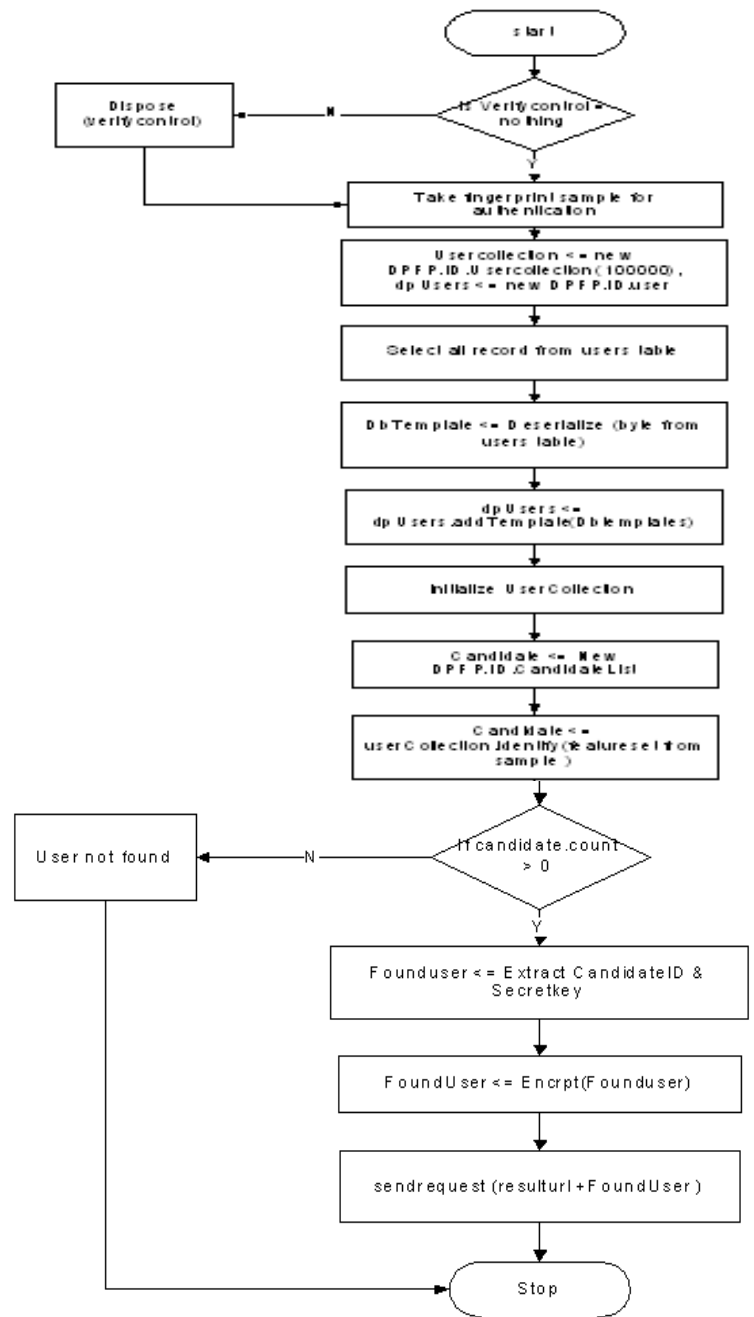 start
Is Verifycontrol =
nothing
N
Dispose
(verifycontrol)
Y
Take fingerprint sample for
authentication
Usercollection <= new
DPFP.ID.Usercollection(100000),
dpUsers <= new DPFP.ID.user
Select all record from users table
DbTemplate <= Deserialize (byte from
users table)
dpUsers <=
dpUsers.addTemplate(Dbtemplates)
Initialize UserCollection
Candidate <= New
DPFP.ID.CandidateList
Candidate <=
userCollection.Identify(featureset from
sample )
If candidate.count
> 0
N
User not found
Y
Founduser <= Extract CandidateID &
Secretkey
FoundUser <= Encrpt(Founduser)
sendrequest(resulturl+FoundUser)
Stop